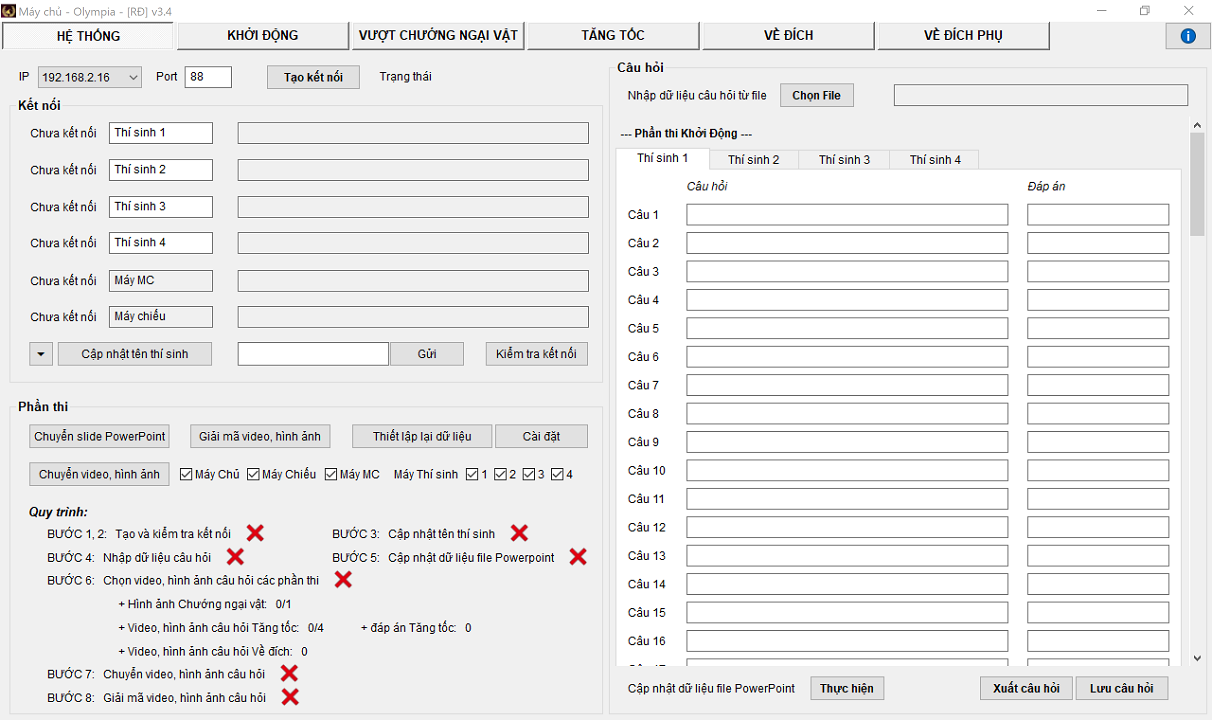 Máy chủ - Olympia - [RĐ] v3.4
HỆ THỐNG
KHỞI ĐỘNG
VƯỢT CHƯỚNG NGẠI VẬT
TĂNG TỐC
VỀ ĐÍCH
VỀ ĐÍCH PHỤ
IP 192.168.2.16 Port 88 Tạo kết nối Trạng thái
Kết nối
Chưa kết nối Thí sinh 1
Chưa kết nối Thí sinh 2
Chưa kết nối Thí sinh 3
Chưa kết nối Thí sinh 4
Chưa kết nối Máy MC
Chưa kết nối Máy chiếu
Cập nhật tên thí sinh Gửi Kiểm tra kết nối
Phần thi
Chuyển slide PowerPoint Giải mã video, hình ảnh Thiết lập lại dữ liệu Cài đặt
Chuyển video, hình ảnh Máy Chủ Máy Chiếu Máy MC Máy Thí sinh 1 2 3 4
Quy trình:
BƯỚC 1, 2: Tạo và kiểm tra kết nối BƯỚC 3: Cập nhật tên thí sinh
BƯỚC 4: Nhập dữ liệu câu hỏi BƯỚC 5: Cập nhật dữ liệu file Powerpoint
BƯỚC 6: Chọn video, hình ảnh câu hỏi các phần thi
+ Hình ảnh Chướng ngại vật: 0/1
+ Video, hình ảnh câu hỏi Tăng tốc: 0/4 + đáp án Tăng tốc: 0
+ Video, hình ảnh câu hỏi Về đích: 0
BƯỚC 7: Chuyển video, hình ảnh câu hỏi
BƯỚC 8: Giải mã video, hình ảnh câu hỏi
Câu hỏi
Nhập dữ liệu câu hỏi từ file Chọn File
--- Phần thi Khởi Động ---
Thí sinh 1 Thí sinh 2 Thí sinh 3 Thí sinh 4
Câu hỏi Đáp án
Câu 1
Câu 2
Câu 3
Câu 4
Câu 5
Câu 6
Câu 7
Câu 8
Câu 9
Câu 10
Câu 11
Câu 12
Câu 13
Câu 14
Câu 15
Câu 16
Cập nhật dữ liệu file PowerPoint Thực hiện Xuất câu hỏi Lưu câu hỏi